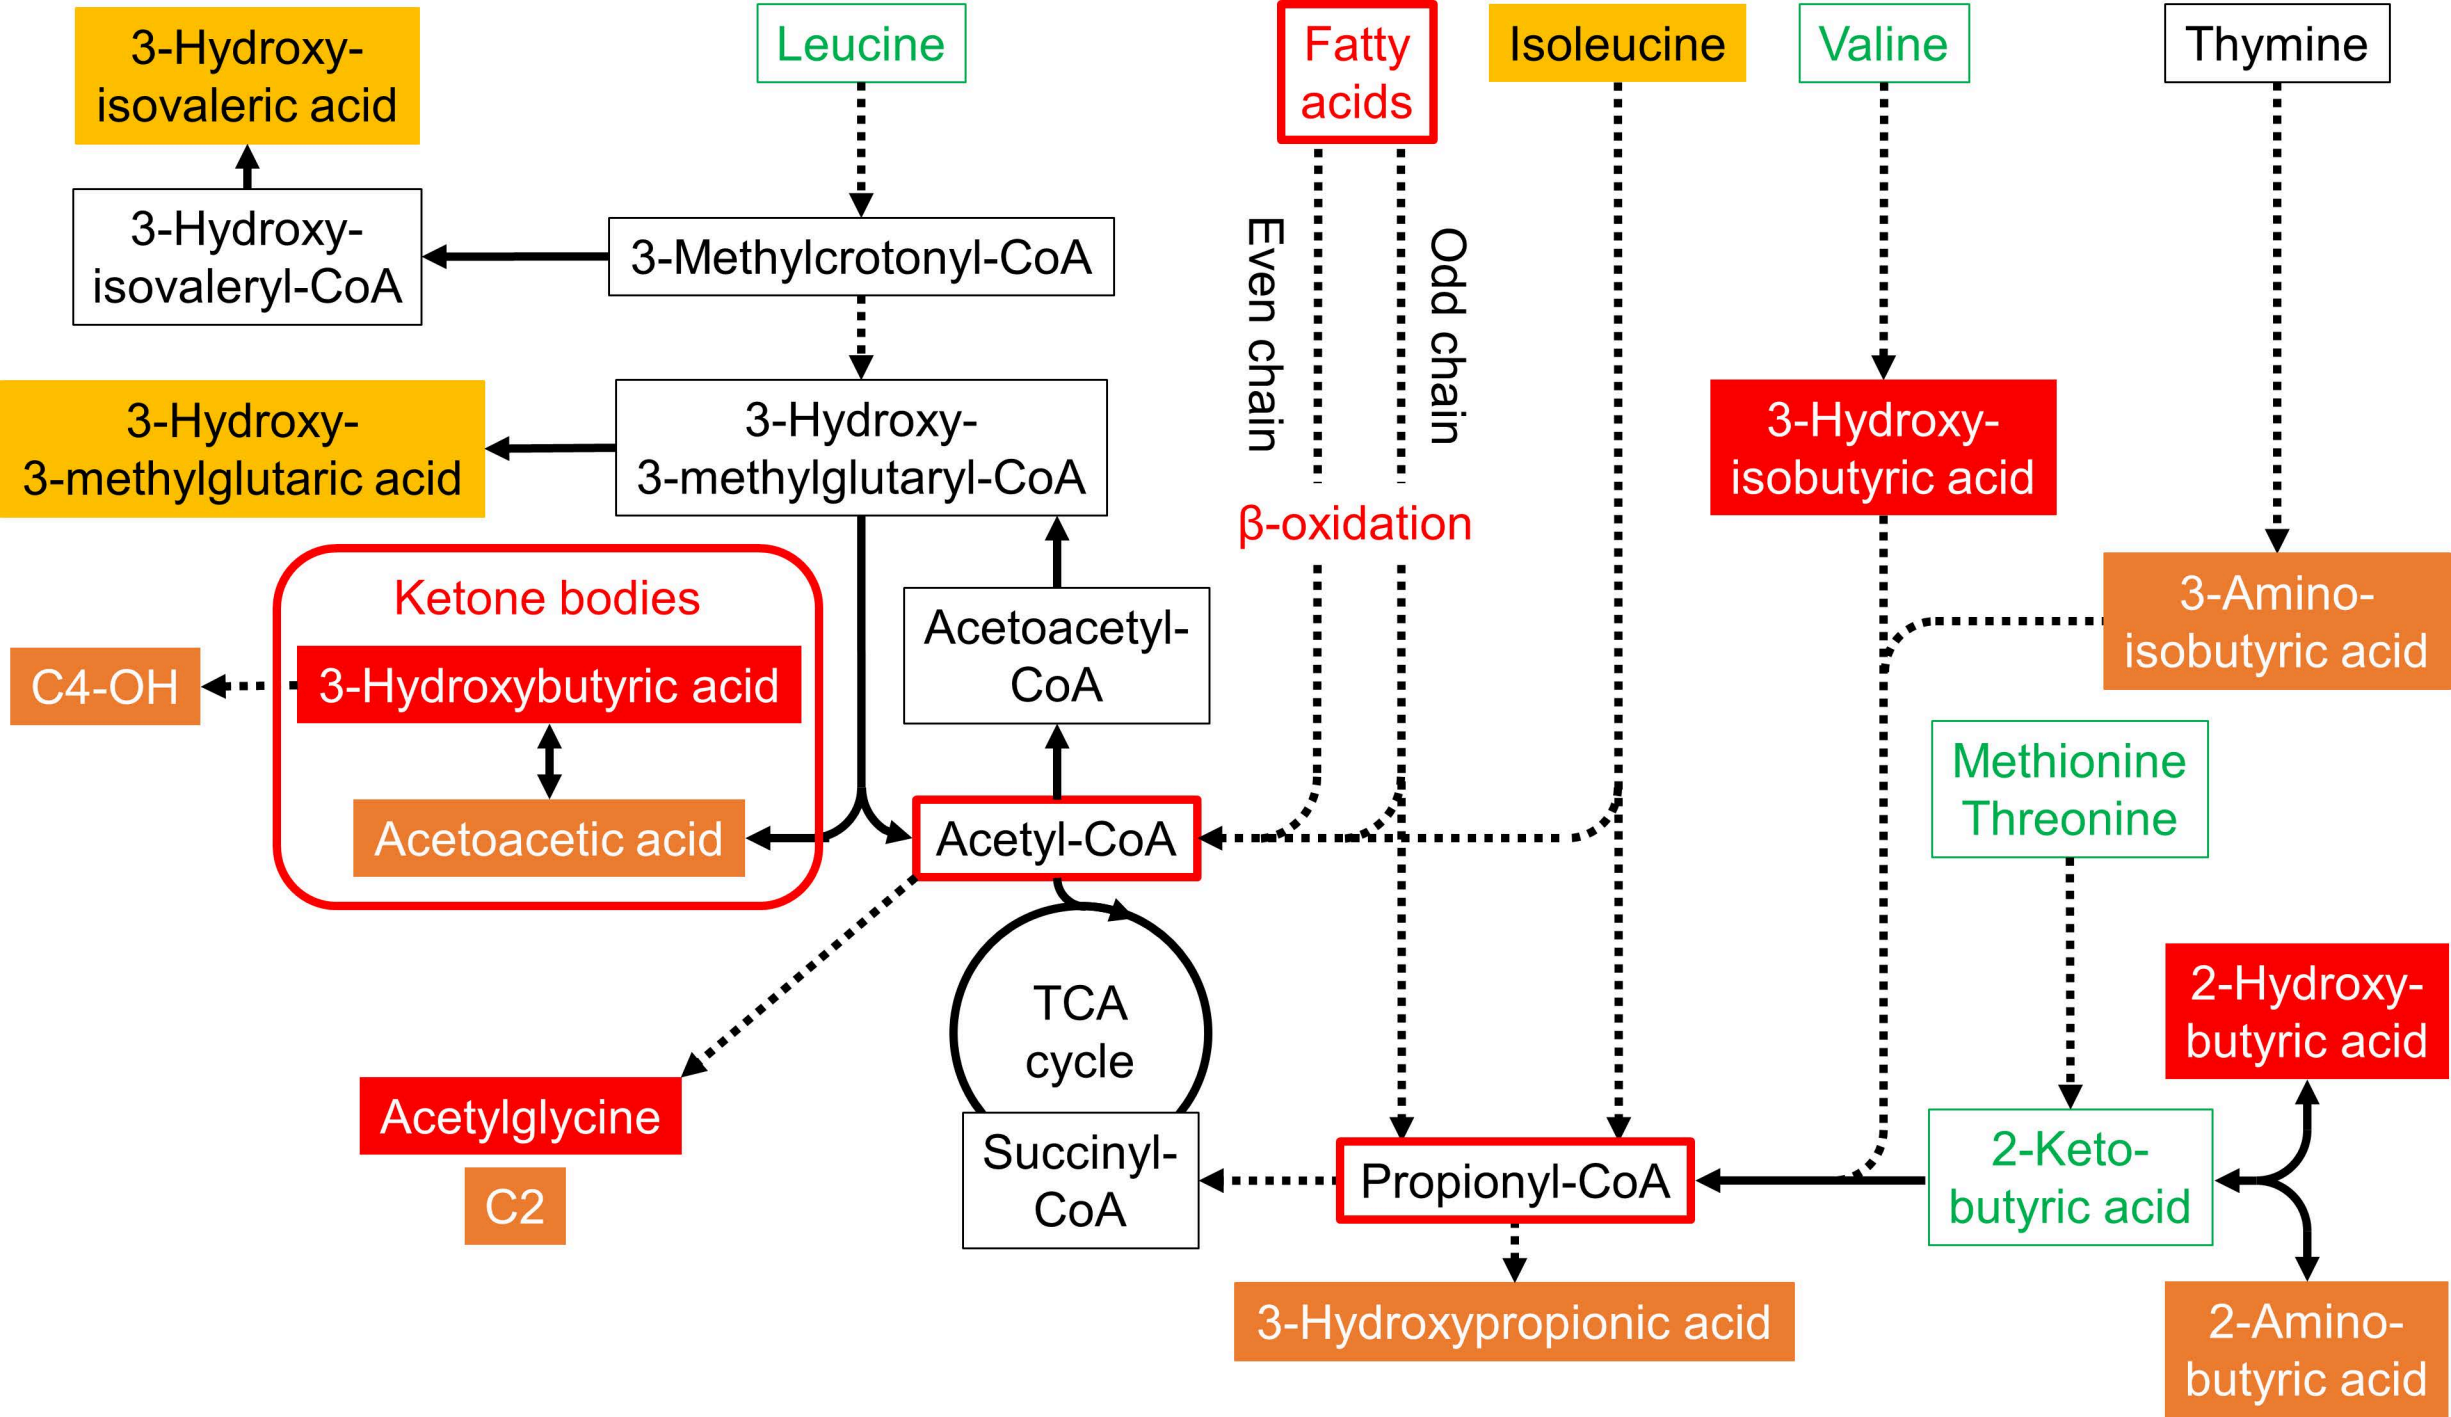 3-Hydroxy-
isovaleric acid
Leucine
Fatty
acids
Isoleucine
Valine
Thymine
3-Hydroxy-
isovaleryl-CoA
3-Methylcrotonyl-CoA
Even chain
Odd chain
3-Hydroxy-
3-methylglutaric acid
3-Hydroxy-
3-methylglutaryl-CoA
3-Hydroxy-
isobutyric acid
β-oxidation
Ketone bodies
3-Amino-
isobutyric acid
C4-OH
3-Hydroxybutyric acid
Acetoacetyl-
CoA
Methionine
Threonine
Acetoacetic acid
Acetyl-CoA
TCA
cycle
2-Hydroxy-
butyric acid
Acetylglycine
C2
Succinyl-
CoA
Propionyl-CoA
2-Keto-
butyric acid
3-Hydroxypropionic acid
2-Amino-
butyric acid